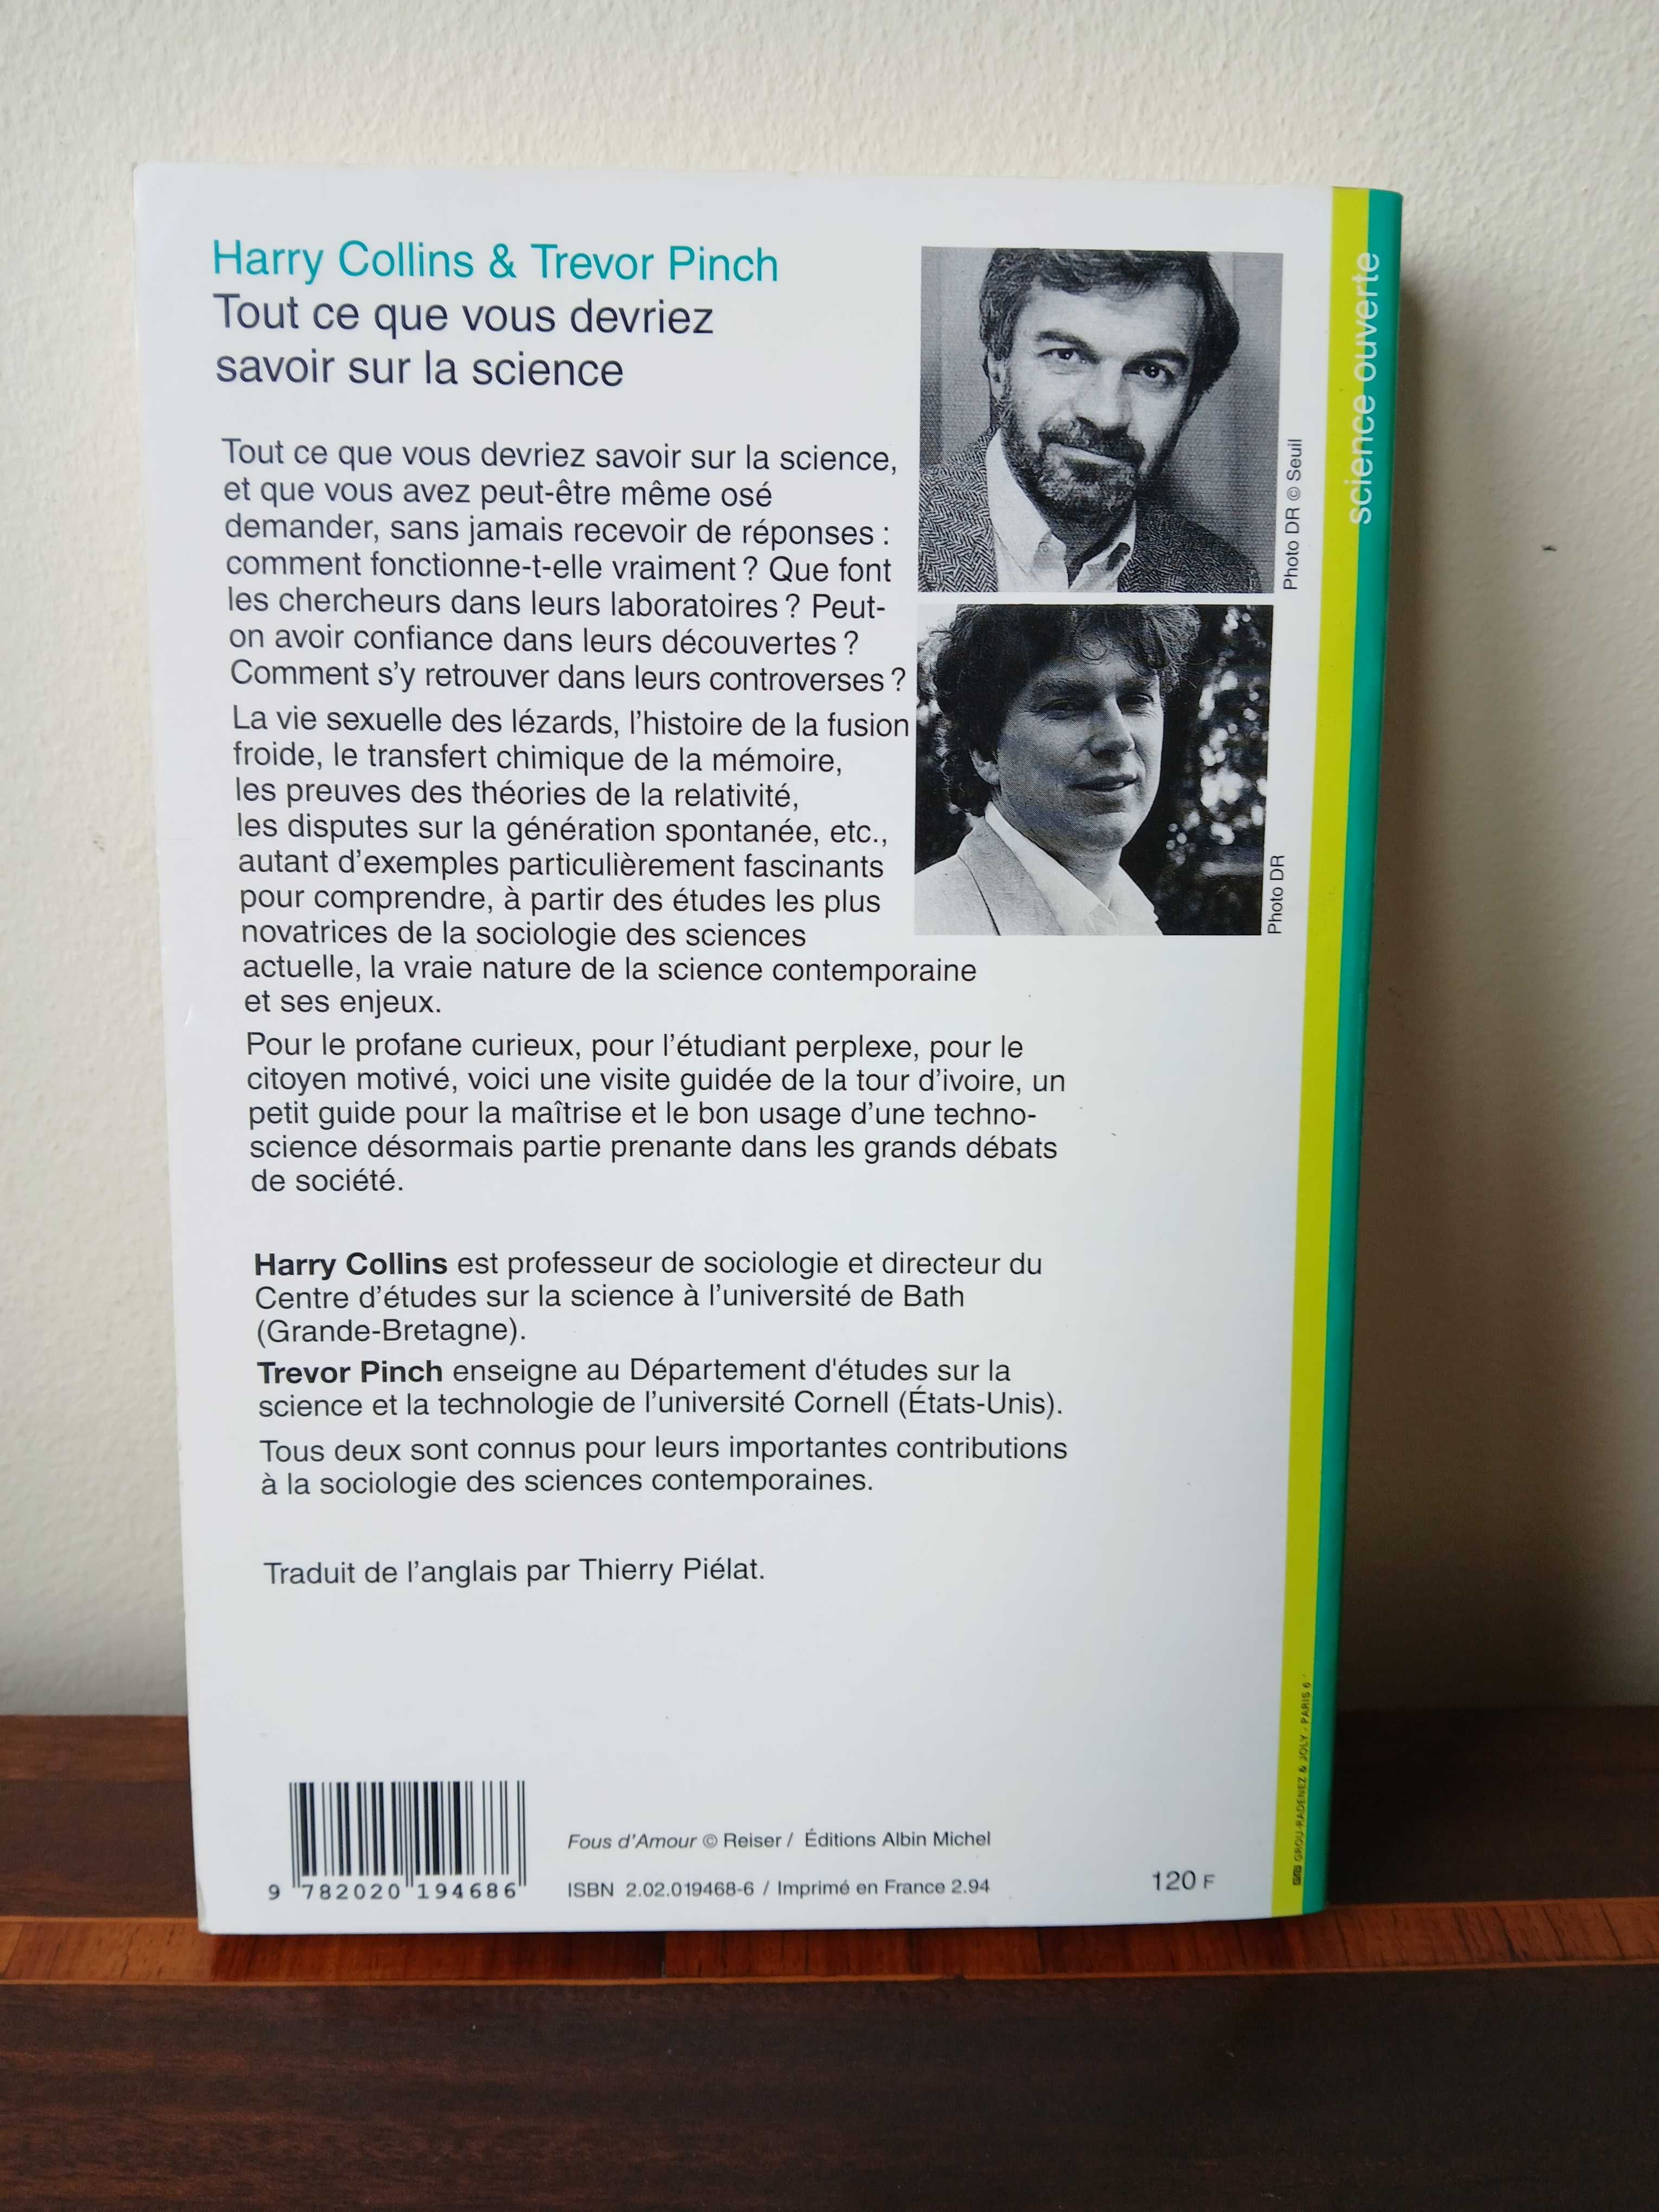 Harry Collins & Trevor Pinch
Tout ce que vous devriez
savoir sur la science
Tout ce que vous devriez savoir sur la science,
et que vous avez peut-être même osé
demander, sans jamais recevoir de réponses :
comment fonctionne-t-elle vraiment ? Que font
les chercheurs dans leurs laboratoires ? Peut-
on avoir confiance dans leurs découvertes ?
Comment s'y retrouver dans leurs controverses ?
La vie sexuelle des lézards, l'histoire de la fusion
froide, le transfert chimique de la mémoire,
les preuves des théories de la relativité,
les disputes sur la génération spontanée, etc.,
autant d'exemples particulièrement fascinants
pour comprendre, à partir des études les plus
novatrices de la sociologie des sciences
actuelle, la vraie nature de la science contemporaine
et ses enjeux.
Pour le profane curieux, pour l'étudiant perplexe, pour le
citoyen motivé, voici une visite guidée de la tour d'ivoire, un
petit guide pour la maîtrise et le bon usage d'une techno-
science désormais partie prenante dans les grands débats
de société.
Harry Collins est professeur de sociologie et directeur du
Centre d'études sur la science à l'université de Bath
(Grande-Bretagne).
Trevor Pinch enseigne au Département d'études sur la
science et la technologie de l'université Cornell (États-Unis).
Tous deux sont connus pour leurs importantes contributions
à la sociologie des sciences contemporaines.
Traduit de l'anglais par Thierry Piélat.
Photo DR © Seuil
Photo DR
science ouverte
GROU-RADENEZ & JOLY - PARIS 6
9 782020 194686
Fous d'Amour © Reiser / Éditions Albin Michel
ISBN 2.02.019468-6 / Imprimé en France 2.94
120 F